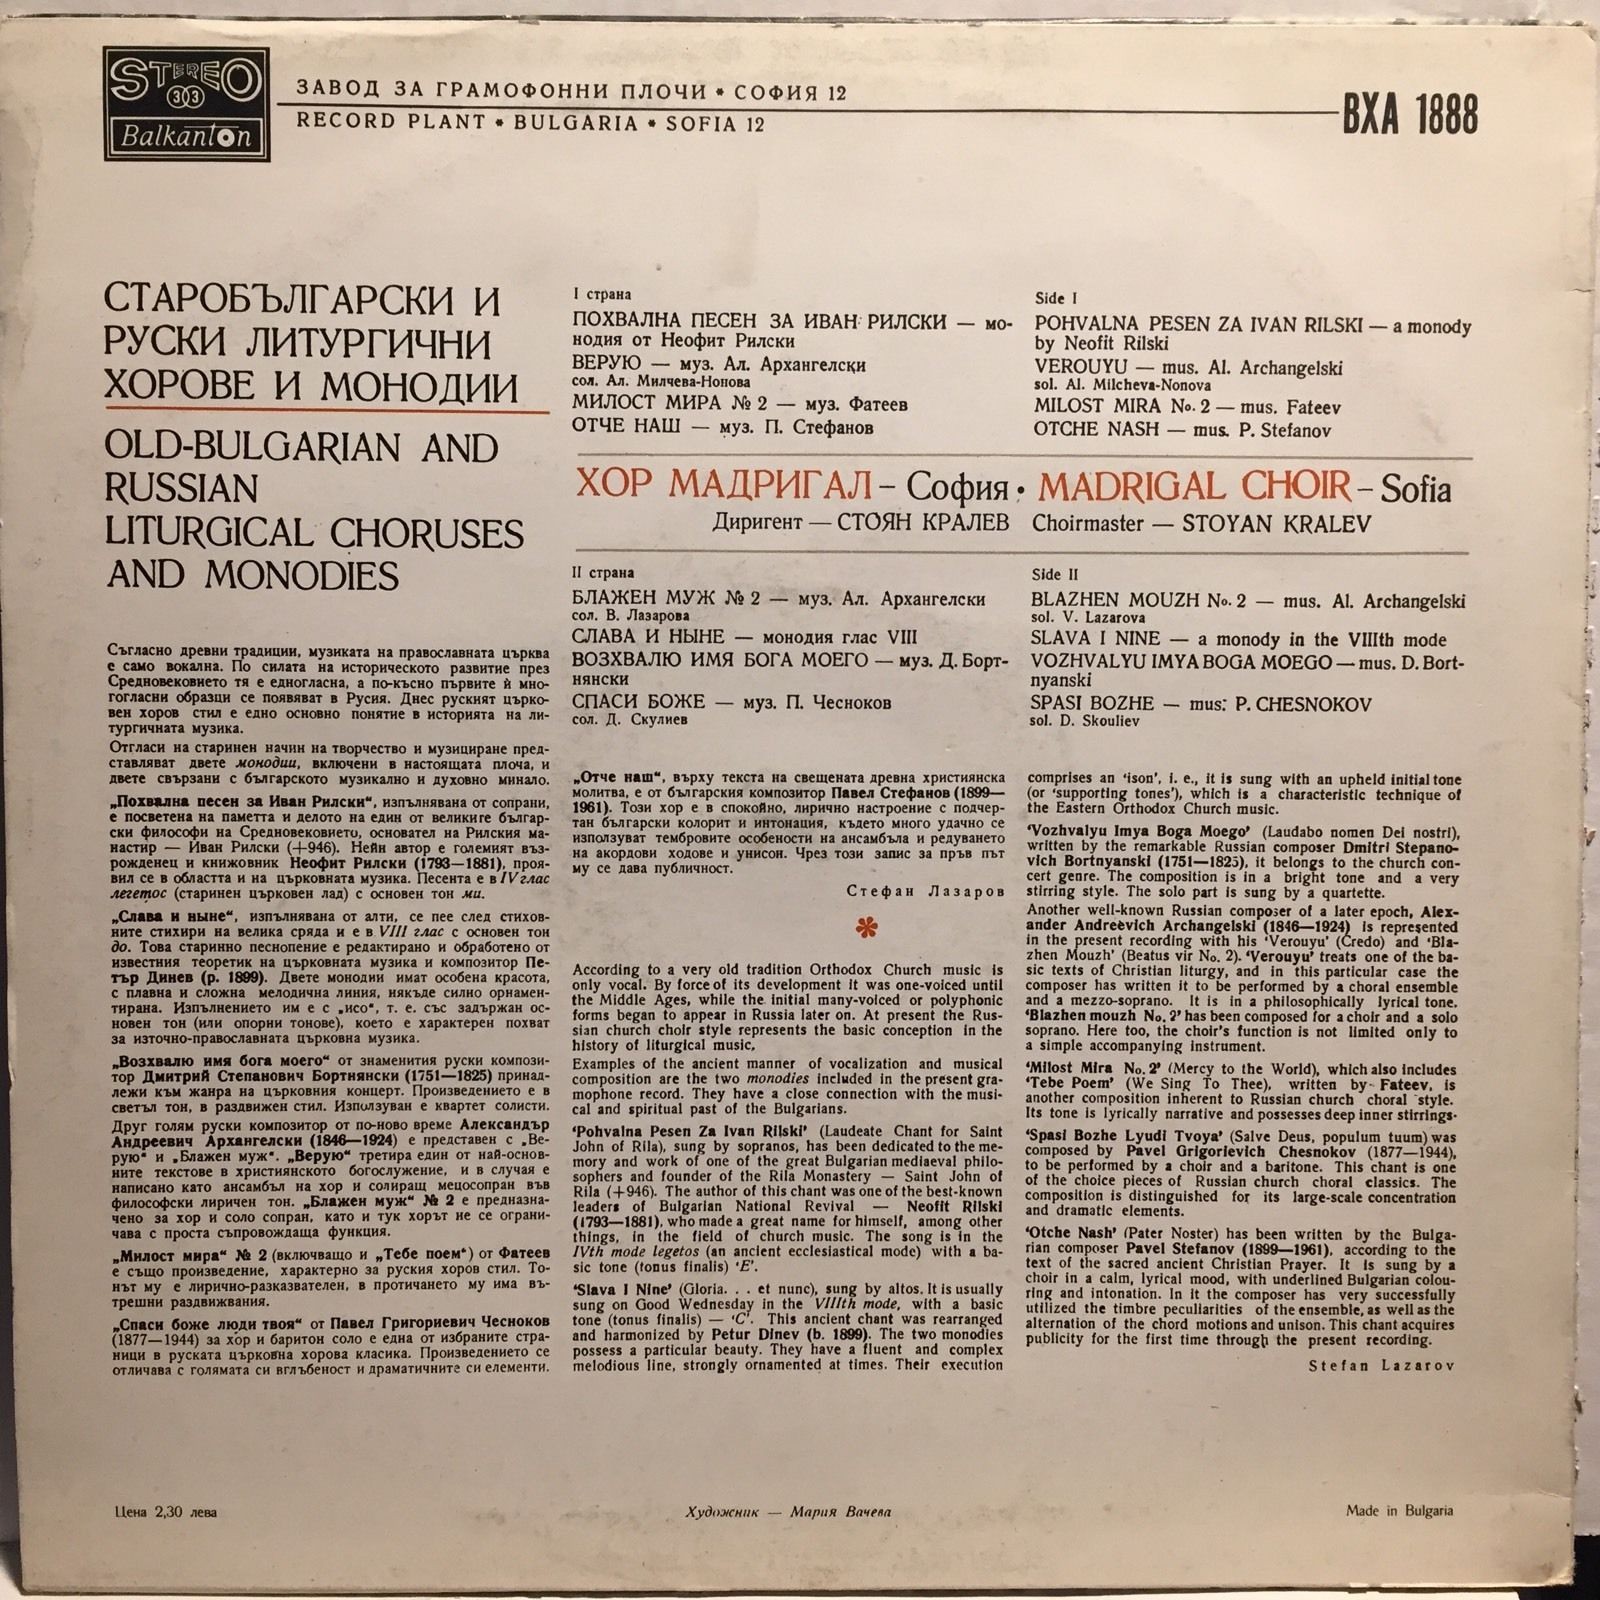 STEREO
33
Balkanton
ЗАВОД ЗА ГРАМОФОННИ ПЛОЧИ * СОФИЯ 12
RECORD PLANT * BULGARIA * SOFIA 12
ВХА 1888
СТАРОБЪЛГАРСКИ И
РУСКИ ЛИТУРГИЧНИ
ХОРОВЕ И МОНОДИИ
OLD-BULGARIAN AND
RUSSIAN
LITURGICAL CHORUSES
AND MONODIES
I страна
ПОХВАЛНА ПЕСЕН ЗА ИВАН РИЛСКИ — мо-
нодия от Неофит Рилски
ВЕРУЮ — муз. Ал. Архангелски
сол. Ал. Милчева-Нонова
МИЛОСТ МИРА № 2 — муз. Фатеев
ОТЧЕ НАШ — муз. П. Стефанов
Side I
POHVALNA PESEN ZA IVAN RILSKI — a monody
by Neofit Rilski
VEROUYU — mus. Al. Archangelski
sol. Al. Milcheva-Nonova
MILOST MIRA No. 2 — mus. Fateev
OTCHE NASH — mus. P. Stefanov
ХОР МАДРИГАЛ – София • MADRIGAL CHOIR – Sofia
Диригент — СТОЯН КРАЛЕВ Choirmaster — STOYAN KRALEV
II страна
БЛАЖЕН МУЖ № 2 — муз. Ал. Архангелски
сол. В. Лазарова
СЛАВА И НЫНЕ — монодия глас VIII
ВОЗХВАЛЮ ИМЯ БОГА МОЕГО — муз. Д. Борт-
нянски
СПАСИ БОЖЕ — муз. П. Чесноков
сол. Д. Скулиев
Side II
BLAZHEN MOUZH No. 2 — mus. Al. Archangelski
sol. V. Lazarova
SLAVA I NINE — a monody in the VIIIth mode
VOZHVALYU IMYA BOGA MOEGO — mus. D. Bort-
nyanski
SPASI BOZHE — mus: P. CHESNOKOV
sol. D. Skouliev
Съгласно древни традиции, музиката на православната църква
е само вокална. По силата на историческото развитие през
Средновековието тя е едногласна, а по-късно първите ѝ мно-
гогласни образци се появяват в Русия. Днес руският църко-
вен хоров стил е едно основно понятие в историята на ли-
тургичната музика.
Отгласи на старинен начин на творчество и музициране пред-
ставляват двете монодии, включени в настоящата плоча, и
двете свързани с българското музикално и духовно минало.
„Похвална песен за Иван Рилски“, изпълнявана от сопрани,
е посветена на паметта и делото на един от великите българ-
ски философи на Средновековието, основател на Рилския ма-
настир — Иван Рилски (+946). Нейн автор е големият въз-
рожденец и книжовник Неофит Рилски (1793—1881), проя-
вил се в областта и на църковната музика. Песента е в IV глас
легетос (старинен църковен лад) с основен тон ми.
„Слава и ныне“, изпълнявана от алти, се пее след стихов-
ните стихири на велика сряда и е в VIII глас с основен тон
до. Това старинно песнопение е редактирано и обработено от
известния теоретик на църковната музика и композитор Пе-
тър Динев (р. 1899). Двете монодии имат особена красота,
с плавна и сложна мелодична линия, някъде силно орнамен-
тирана. Изпълнението им е с „исо“, т. е. със задържан ос-
новен тон (или опорни тонове), което е характерен похват
за източно-православната църковна музика.
„Возхвалю имя бога моего“ от знаменития руски компози-
тор Дмитрий Степанович Бортнянски (1751—1825) принад-
лежи към жанра на църковния концерт. Произведението е в
светъл тон, в раздвижен стил. Използуван е квартет солисти.
Друг голям руски композитор от по-ново време Александър
Андреевич Архангелски (1846—1924) е представен с „Ве-
рую“ и „Блажен муж“. „Верую“ третира един от най-основ-
ните текстове в християнското богослужение, и в случая е
написано като ансамбъл на хор и солиращ мецосопран във
философски лиричен тон. „Блажен муж“ № 2 е предназна-
чено за хор и соло сопран, като и тук хорът не се ограни-
чава с проста съпровождаща функция.
„Милост мира“ № 2 (включващо и „Тебе поем“) от Фатеев
е също произведение, характерно за руския хоров стил. То-
нът му е лирично-разказвателен, в протичането му има въ-
трешни раздвижвания.
„Спаси боже люди твоя“ от Павел Григориевич Чесноков
(1877—1944) за хор и баритон соло е една от избраните стра-
ници в руската църковна хорова класика. Произведението се
отличава с голямата си вглъбеност и драматичните си елементи.
„Отче наш“, върху текста на свещената древна християнска
молитва, е от българския композитор Павел Стефанов (1899—
1961). Този хор е в спокойно, лирично настроение с подчер-
тан български колорит и интонация, където много удачно се
използуват тембровите особености на ансамбъла и редуването
на акордови ходове и унисон. Чрез този запис за пръв път
му се дава публичност.
Стефан Лазаров
*
According to a very old tradition Orthodox Church music is
only vocal. By force of its development it was one-voiced until
the Middle Ages, while the initial many-voiced or polyphonic
forms began to appear in Russia later on. At present the Rus-
sian church choir style represents the basic conception in the
history of liturgical music.
Examples of the ancient manner of vocalization and musical
composition are the two monodies included in the present gra-
mophone record. They have a close connection with the musi-
cal and spiritual past of the Bulgarians.
‘Pohvalna Pesen Za Ivan Rilski’ (Laudeate Chant for Saint
John of Rila), sung by sopranos, has been dedicated to the me-
mory and work of one of the great Bulgarian mediaeval philo-
sophers and founder of the Rila Monastery — Saint John of
Rila (+946). The author of this chant was one of the best-known
leaders of Bulgarian National Revival — Neofit Rilski
(1793—1881), who made a great name for himself, among other
things, in the field of church music. The song is in the
IVth mode legetos (an ancient ecclesiastical mode) with a ba-
sic tone (tonus finalis) ‘E’.
‘Slava I Nine’ (Gloria. . . et nunc), sung by altos. It is usually
sung on Good Wednesday in the VIIIth mode, with a basic
tone (tonus finalis) — ‘C’. This ancient chant was rearranged
and harmonized by Petur Dinev (b. 1899). The two monodies
possess a particular beauty. They have a fluent and complex
melodious line, strongly ornamented at times. Their execution
comprises an ‘ison’, i. e., it is sung with an upheld initial tone
(or ‘supporting tones’), which is a characteristic technique of
the Eastern Orthodox Church music.
‘Vozhvalyu Imya Boga Moego’ (Laudabo nomen Dei nostri),
written by the remarkable Russian composer Dmitri Stepano-
vich Bortnyanski (1751—1825), it belongs to the church con-
cert genre. The composition is in a bright tone and a very
stirring style. The solo part is sung by a quartette.
Another well-known Russian composer of a later epoch, Alex-
ander Andreevich Archangelski (1846—1924) is represented
in the present recording with his ‘Verouyu’ (Credo) and ‘Bla-
zhen Mouzh’ (Beatus vir No. 2). ‘Verouyu’ treats one of the ba-
sic texts of Christian liturgy, and in this particular case the
composer has written it to be performed by a choral ensemble
and a mezzo-soprano. It is in a philosophically lyrical tone.
‘Blazhen mouzh No. 2’ has been composed for a choir and a solo
soprano. Here too, the choir’s function is not limited only to
a simple accompanying instrument.
‘Milost Mira No. 2’ (Mercy to the World), which also includes
‘Tebe Poem’ (We Sing To Thee), written by Fateev, is
another composition inherent to Russian church choral style.
Its tone is lyrically narrative and possesses deep inner stirrings.
‘Spasi Bozhe Lyudi Tvoya’ (Salve Deus, populum tuum) was
composed by Pavel Grigorievich Chesnokov (1877—1944),
to be performed by a choir and a baritone. This chant is one
of the choice pieces of Russian church choral classics. The
composition is distinguished for its large-scale concentration
and dramatic elements.
‘Otche Nash’ (Pater Noster) has been written by the Bulga-
rian composer Pavel Stefanov (1899—1961), according to the
text of the sacred ancient Christian Prayer. It is sung by a
choir in a calm, lyrical mood, with underlined Bulgarian colou-
ring and intonation. In it the composer has very successfully
utilized the timbre peculiarities of the ensemble, as well as the
alternation of the chord motions and unison. This chant acquires
publicity for the first time through the present recording.
Stefan Lazarov
Цена 2,30 лева
Художник — Мария Вачева
Made in Bulgaria